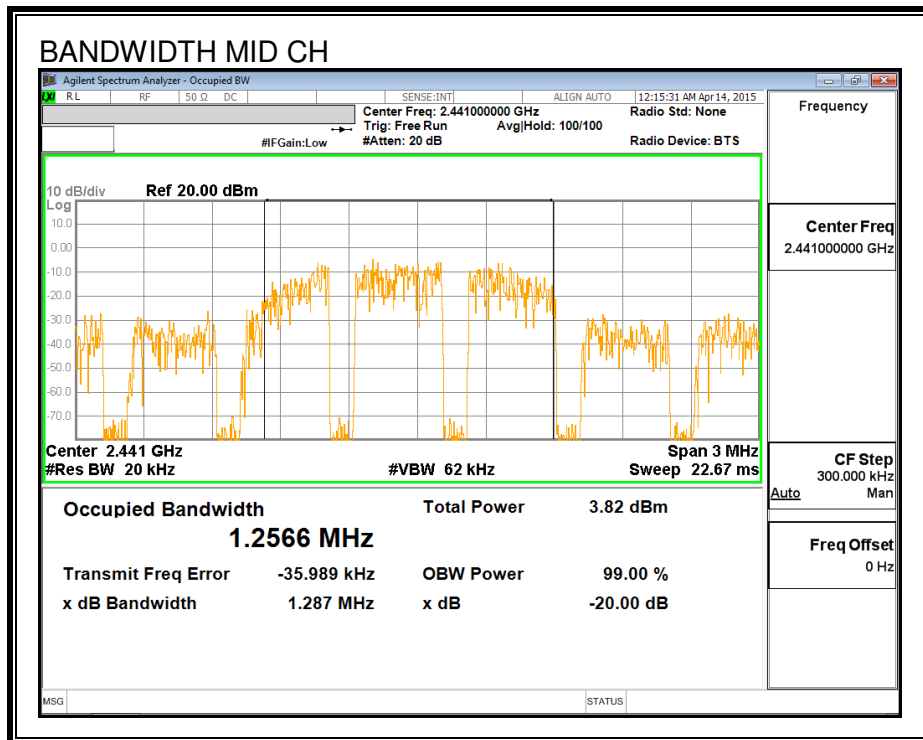 BANDWIDTH MID CH
Agilent Spectrum Analyzer - Occupied BW
LXI RL RF 50 Ω DC SENSE:INT ALIGN AUTO 12:15:31 AM Apr 14, 2015
Center Freq: 2.441000000 GHz Radio Std: None
Trig: Free Run Avg|Hold: 100/100
#IFGain:Low #Atten: 20 dB Radio Device: BTS
10 dB/div Ref 20.00 dBm
Log
10.0
0.00
-10.0
-20.0
-30.0
-40.0
-50.0
-60.0
-70.0
Center 2.441 GHz Span 3 MHz
#Res BW 20 kHz #VBW 62 kHz Sweep 22.67 ms
Occupied Bandwidth Total Power 3.82 dBm
1.2566 MHz
Transmit Freq Error -35.989 kHz OBW Power 99.00 %
x dB Bandwidth 1.287 MHz x dB -20.00 dB
MSG STATUS
Frequency
Center Freq
2.441000000 GHz
CF Step
300.000 kHz
Auto Man
Freq Offset
0 Hz